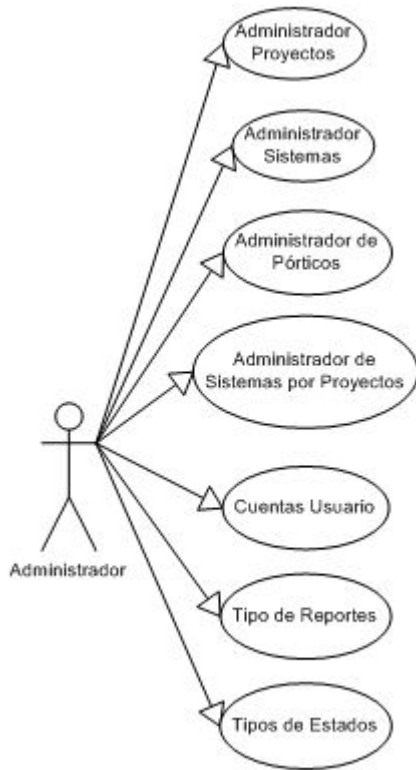 Administrador
Proyectos
Administrador
Sistemas
Administrador de
Pórticos
Administrador de
Sistemas por Proyectos
Cuentas Usuario
Administrador
Tipo de Reportes
Tipos de Estados